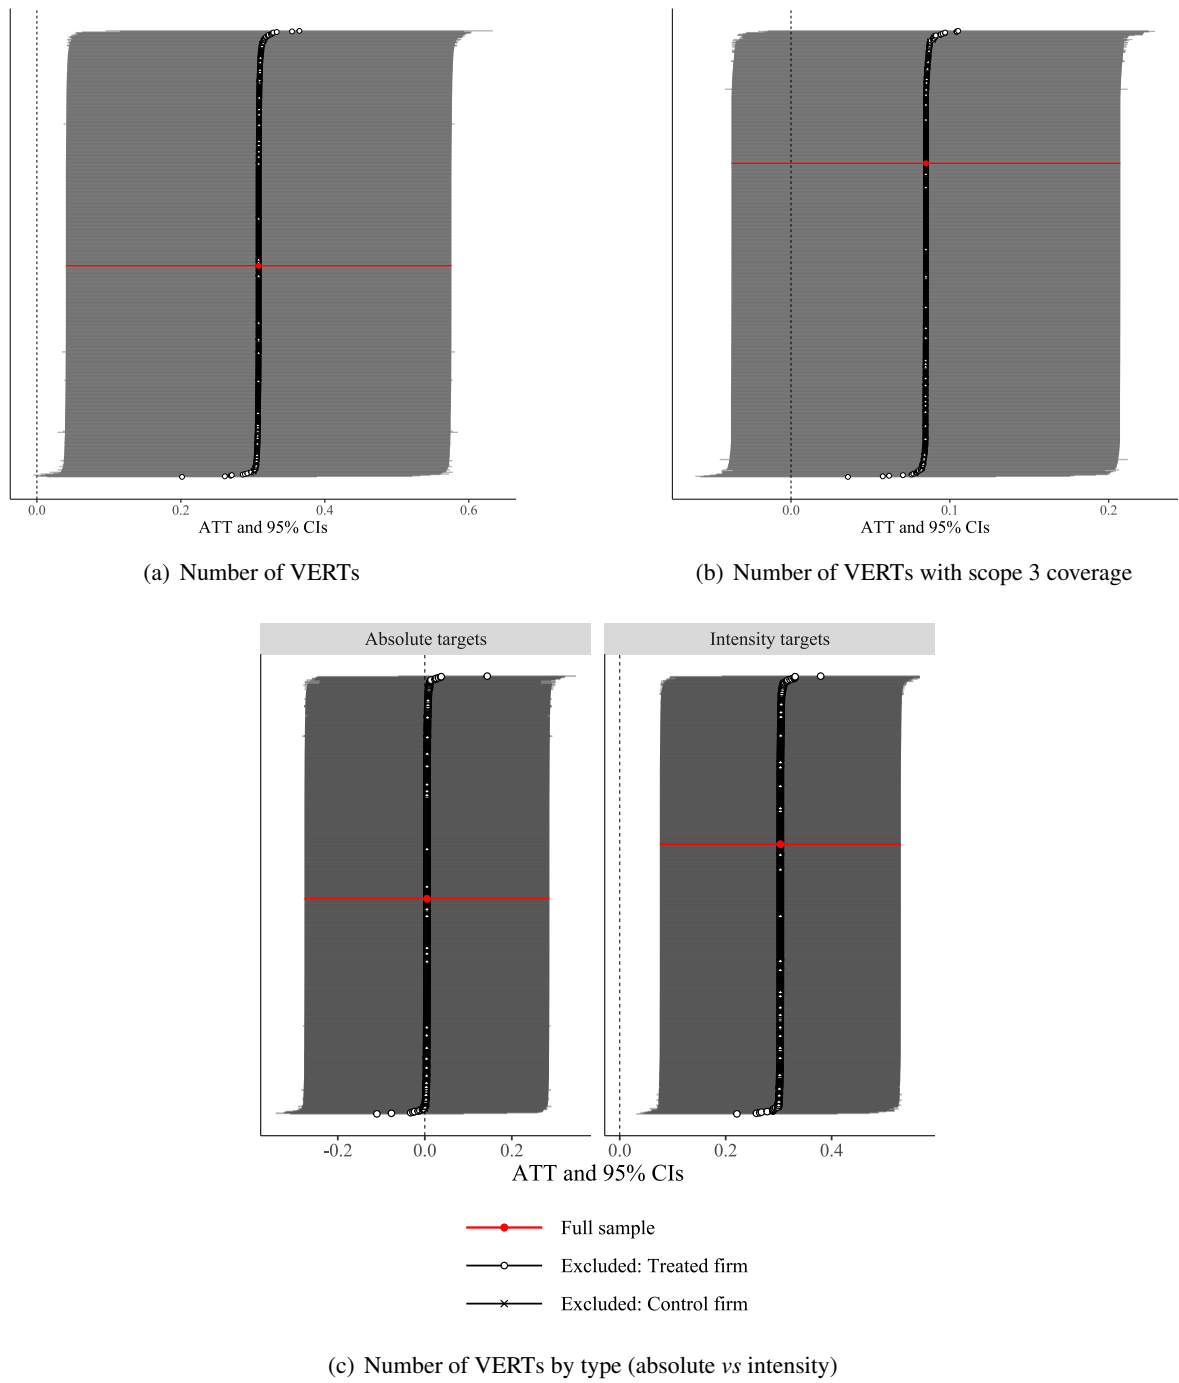 0.0 0.2 0.4 0.6
ATT and 95% CIs
(a) Number of VERTs
0.0 0.1 0.2
ATT and 95% CIs
(b) Number of VERTs with scope 3 coverage
Absolute targets
Intensity targets
-0.2 0.0 0.2
0.0 0.2 0.4
ATT and 95% CIs
Full sample
Excluded: Treated firm
Excluded: Control firm
(c) Number of VERTs by type (absolute vs intensity)